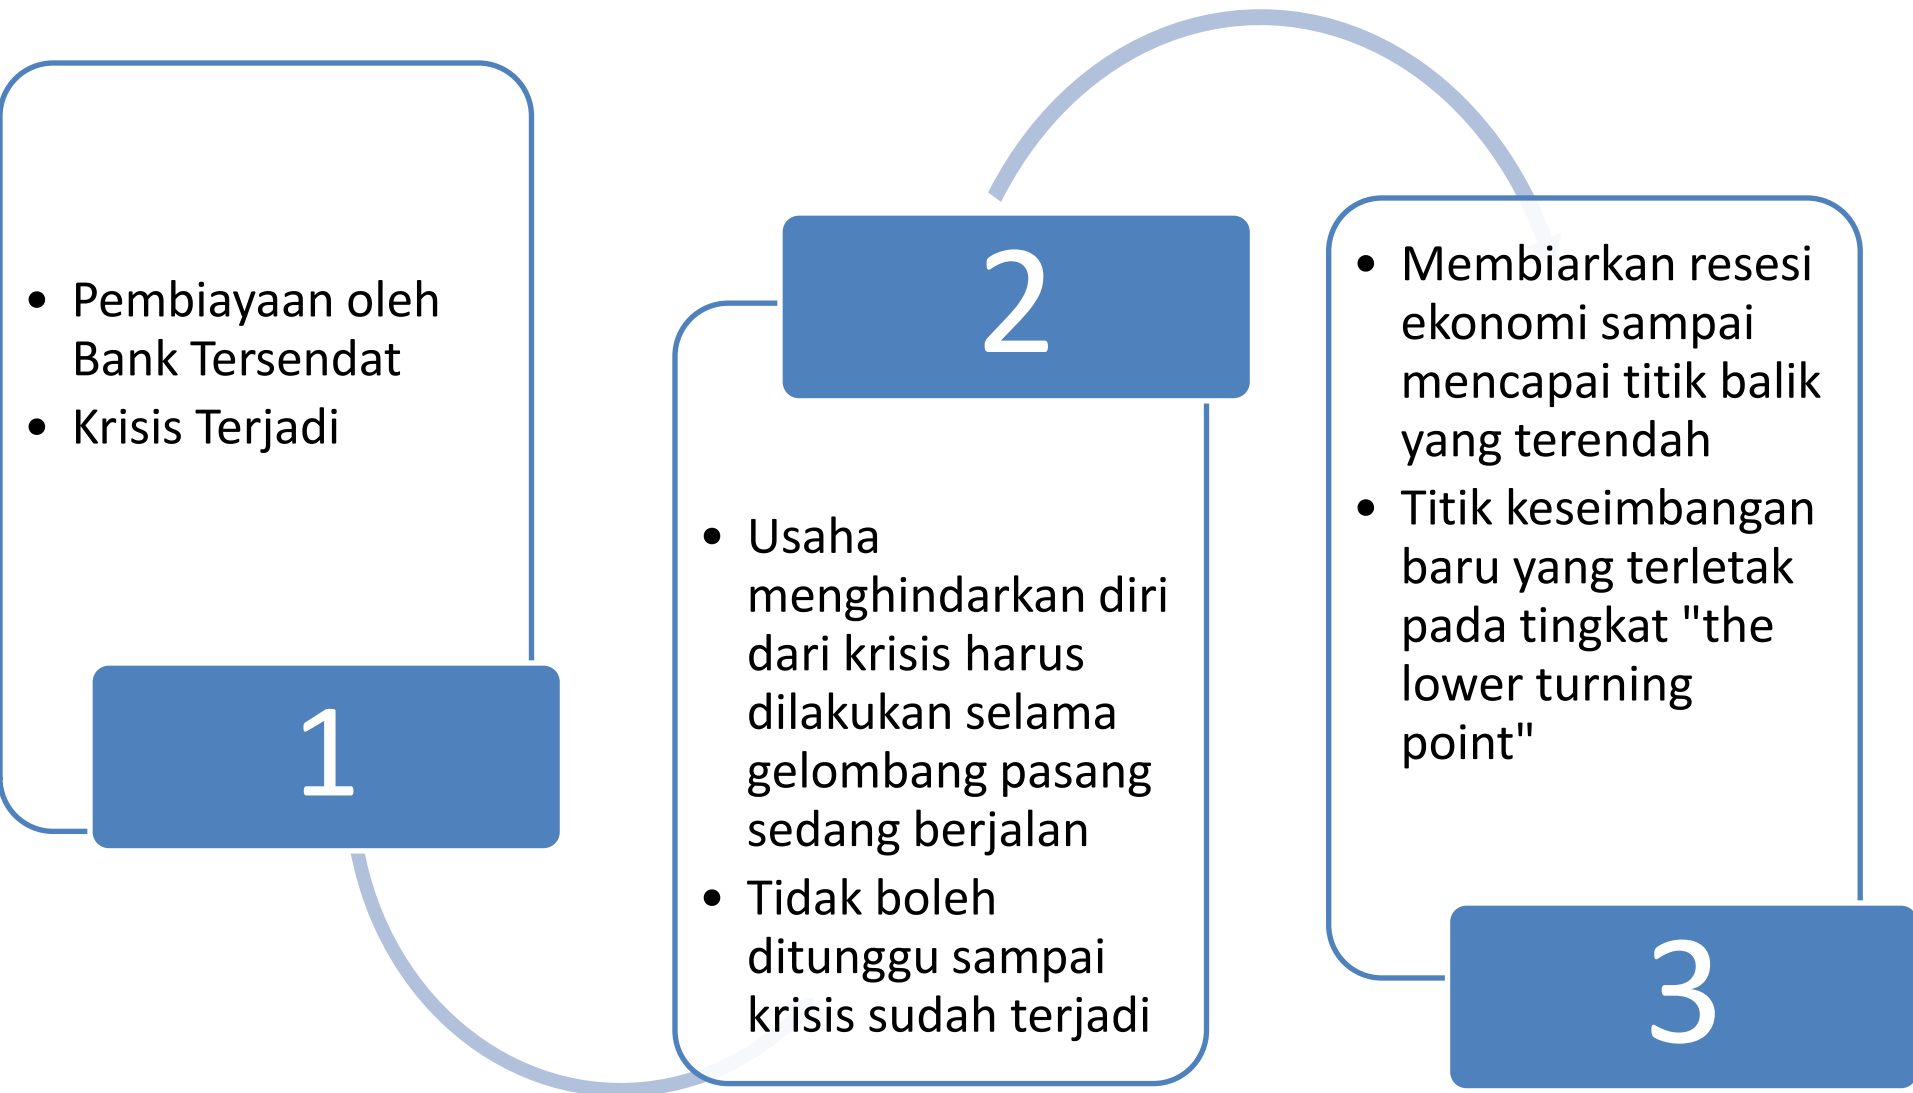 • Pembiayaan oleh
Bank Tersendat
• Krisis Terjadi
1
2
• Usaha
menghindarkan diri
dari krisis harus
dilakukan selama
gelombang pasang
sedang berjalan
• Tidak boleh
ditunggu sampai
krisis sudah terjadi
• Membiarkan resesi
ekonomi sampai
mencapai titik balik
yang terendah
• Titik keseimbangan
baru yang terletak
pada tingkat "the
lower turning
point"
3